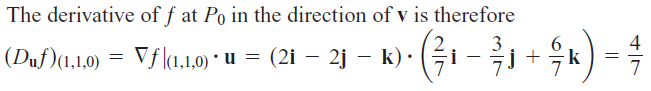 The derivative of f at P₀ in the direction of v is therefore
(Dᵤf)₍₁,₁,₀₎ = ∇f|₍₁,₁,₀₎ · u = (2i − 2j − k) · (2/7 i − 3/7 j + 6/7 k) = 4/7